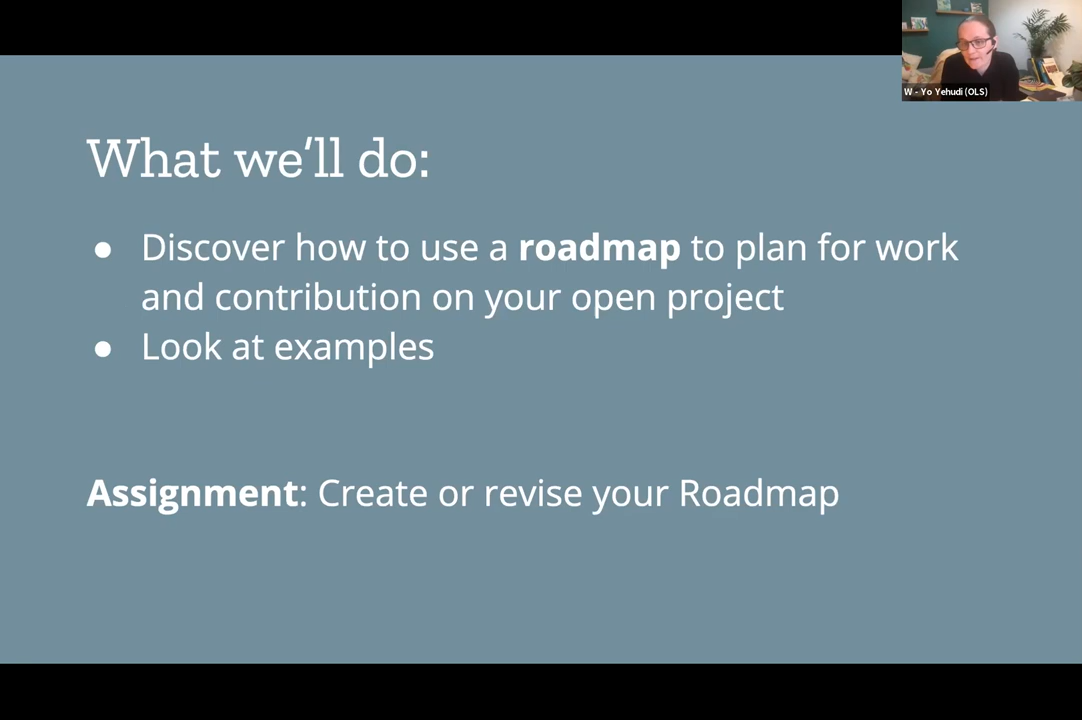 W - Yo Yehudi (OLS)
What we'll do:
● Discover how to use a roadmap to plan for work
and contribution on your open project
● Look at examples
Assignment: Create or revise your Roadmap